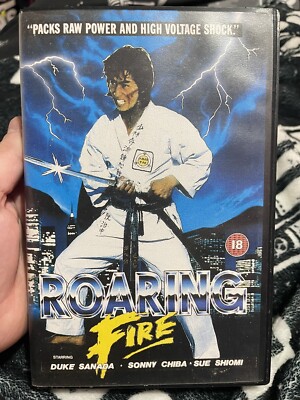 "PACKS RAW POWER AND HIGH VOLTAGE SHOCK."
18
ROARING
FIRE
STARRING
DUKE SANADA · SONNY CHIBA · SUE SHIOMI